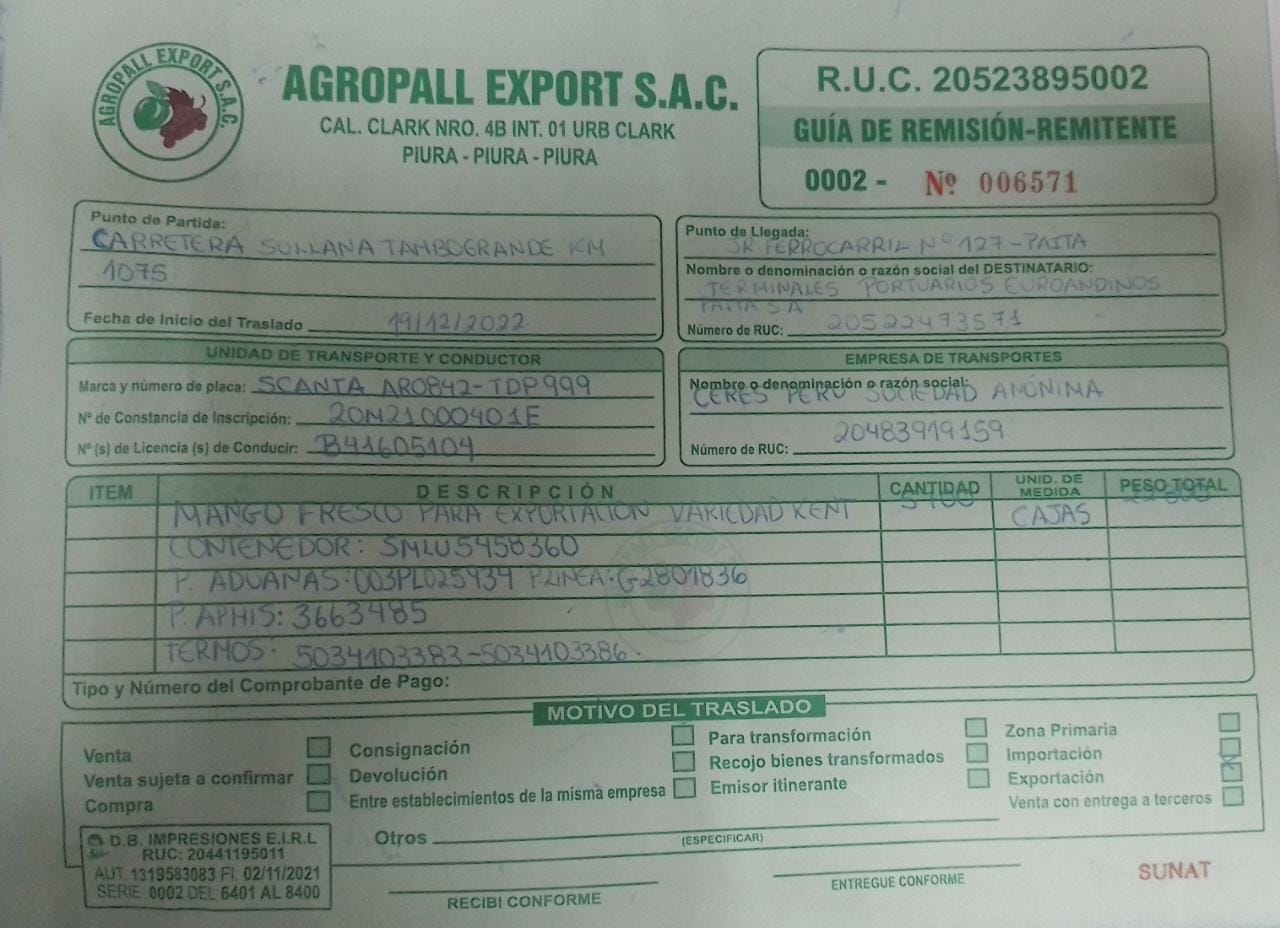 AGROPALL EXPORT S.A.C.
AGROPALL EXPORT S.A.C.
CAL. CLARK NRO. 4B INT. 01 URB CLARK
PIURA - PIURA - PIURA
R.U.C. 20523895002
GUÍA DE REMISIÓN-REMITENTE
0002 - Nº 006571
Punto de Partida:
CARRETERA SULLANA TAMBOGRANDE KM
1075
Fecha de Inicio del Traslado 19/12/2022
Punto de Llegada:
JR FERROCARRIL Nº 127 - PAITA
Nombre o denominación o razón social del DESTINATARIO:
TERMINALES PORTUARIOS EUROANDINOS
PAITA S.A
Número de RUC: 20522473571
UNIDAD DE TRANSPORTE Y CONDUCTOR
Marca y número de placa: SCANIA ARO842-TDP999
Nº de Constancia de Inscripción: 20M21000401E
Nº (s) de Licencia (s) de Conducir: B41605104
EMPRESA DE TRANSPORTES
Nombre o denominación o razón social:
CERES PERU SOCIEDAD ANONIMA
Número de RUC: 20483919159
ITEM DESCRIPCIÓN CANTIDAD UNID. DE MEDIDA PESO TOTAL
MANGO FRESCO PARA EXPORTACION VARIEDAD KENT CAJAS
CONTENEDOR: SMLU5458360
P. ADUANAS: 003PL025934 P.LINEA: G2801836
P. APHIS: 3663485
TERMOS: 5034103383-5034103386.
Tipo y Número del Comprobante de Pago:
MOTIVO DEL TRASLADO
Venta
Venta sujeta a confirmar
Compra
Consignación
Devolución
Entre establecimientos de la misma empresa
Para transformación
Recojo bienes transformados
Emisor itinerante
Zona Primaria
Importación
Exportación X
Venta con entrega a terceros
Otros
(ESPECIFICAR)
D.B. IMPRESIONES E.I.R.L
RUC: 20441195011
AUT. 1319583083 FI. 02/11/2021
SERIE 0002 DEL 6401 AL 8400
RECIBI CONFORME
ENTREGUE CONFORME
SUNAT